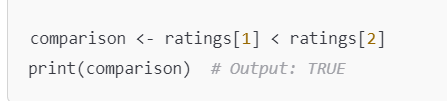 comparison <- ratings[1] < ratings[2]
print(comparison)  # Output: TRUE